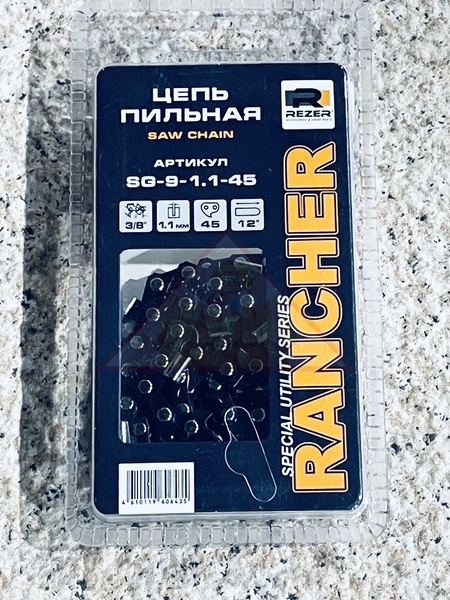 ЦЕПЬ
ПИЛЬНАЯ
SAW CHAIN
REZER
АРТИКУЛ
SG-9-1.1-45
3/8"
1.1 мм
45
12"
SPECIAL UTILITY SERIES
RANCHER
4 610119 606435